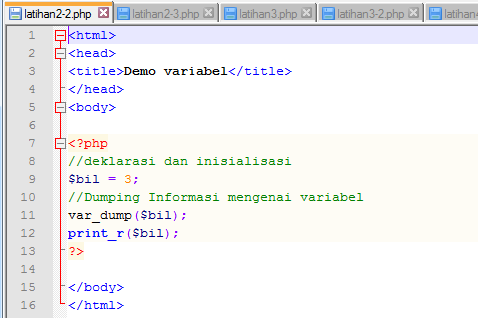 latihan2-2.php latihan2-3.php latihan3.php latihan3-2.php latihan
1 <html>
2 <head>
3 <title>Demo variabel</title>
4 </head>
5 <body>
6
7 <?php
8 //deklarasi dan inisialisasi
9 $bil = 3;
10 //Dumping Informasi mengenai variabel
11 var_dump($bil);
12 print_r($bil);
13 ?>
14
15 </body>
16 </html>